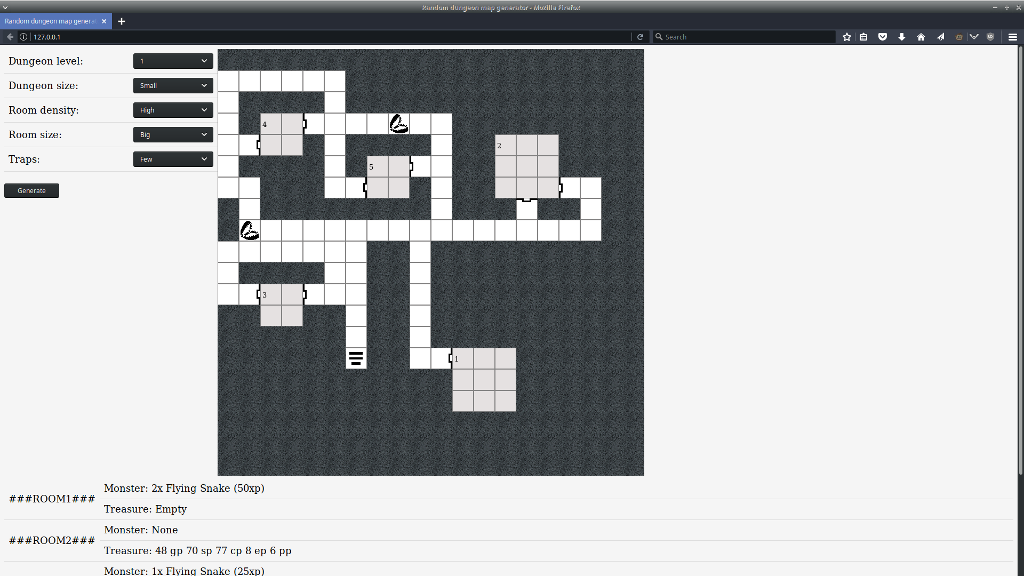 Random dungeon map generator - Mozilla Firefox
Random dungeon map gener
127.0.0.1
Search
Dungeon level: 1
Dungeon size: Small
Room density: High
Room size: Big
Traps: Few
Generate
4
2
5
3
1
###ROOM1###
Monster: 2x Flying Snake (50xp)
Treasure: Empty
###ROOM2###
Monster: None
Treasure: 48 gp 70 sp 77 cp 8 ep 6 pp
Monster: 1x Flying Snake (25xp)